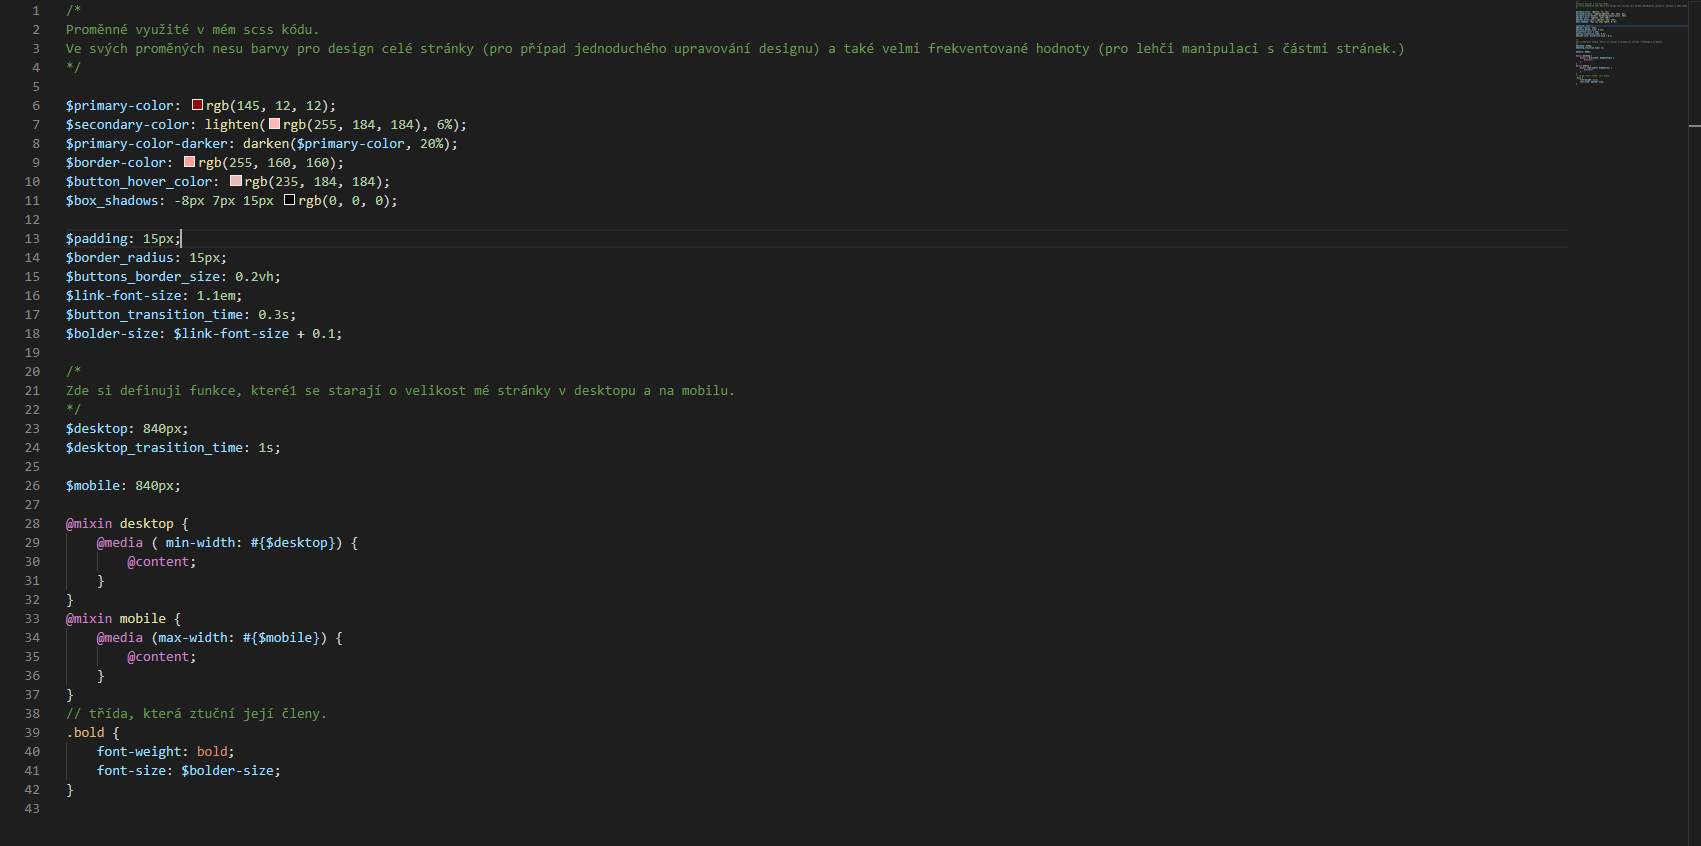 1 /*
2 Proměnné využité v mém scss kódu.
3 Ve svých proměných nesu barvy pro design celé stránky (pro případ jednoduchého upravování designu) a také velmi frekventované hodnoty (pro lehči manipulaci s částmi stránek.)
4 */
5
6 $primary-color: rgb(145, 12, 12);
7 $secondary-color: lighten(rgb(255, 184, 184), 6%);
8 $primary-color-darker: darken($primary-color, 20%);
9 $border-color: rgb(255, 160, 160);
10 $button_hover_color: rgb(235, 184, 184);
11 $box_shadows: -8px 7px 15px rgb(0, 0, 0);
12
13 $padding: 15px;
14 $border_radius: 15px;
15 $buttons_border_size: 0.2vh;
16 $link-font-size: 1.1em;
17 $button_transition_time: 0.3s;
18 $bolder-size: $link-font-size + 0.1;
19
20 /*
21 Zde si definuji funkce, které1 se starají o velikost mé stránky v desktopu a na mobilu.
22 */
23 $desktop: 840px;
24 $desktop_trasition_time: 1s;
25
26 $mobile: 840px;
27
28 @mixin desktop {
29     @media ( min-width: #{$desktop}) {
30         @content;
31     }
32 }
33 @mixin mobile {
34     @media (max-width: #{$mobile}) {
35         @content;
36     }
37 }
38 // třída, která ztuční její členy.
39 .bold {
40     font-weight: bold;
41     font-size: $bolder-size;
42 }
43